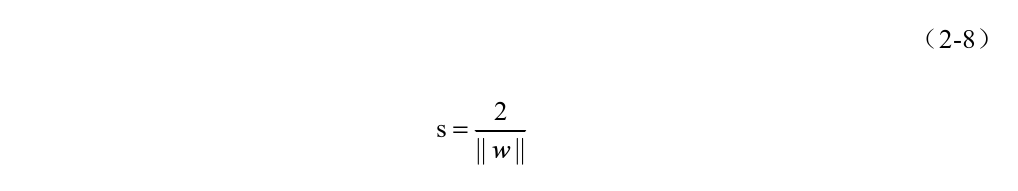 （2-8）
s = 2 / ‖w‖